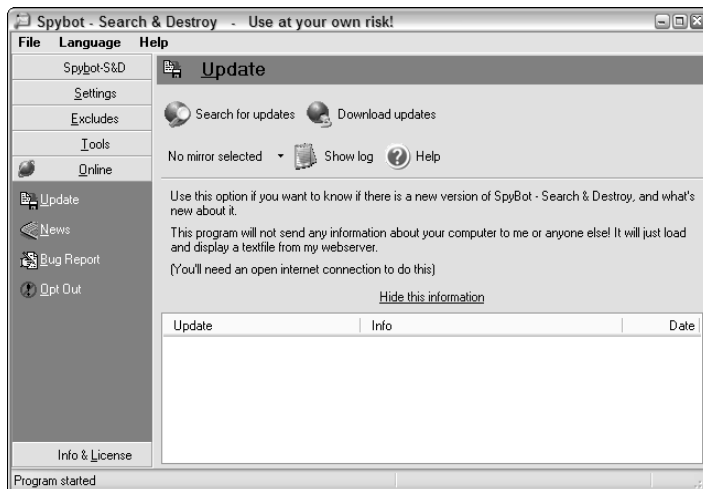 Spybot - Search & Destroy - Use at your own risk!
File Language Help
Spybot-S&D
Settings
Excludes
Tools
Online
Update
News
Bug Report
Opt Out
Info & License
Update
Search for updates Download updates
No mirror selected Show log Help
Use this option if you want to know if there is a new version of SpyBot - Search & Destroy, and what's
new about it.
This program will not send any information about your computer to me or anyone else! It will just load
and display a textfile from my webserver.
(You'll need an open internet connection to do this)
Hide this information
Update Info Date
Program started